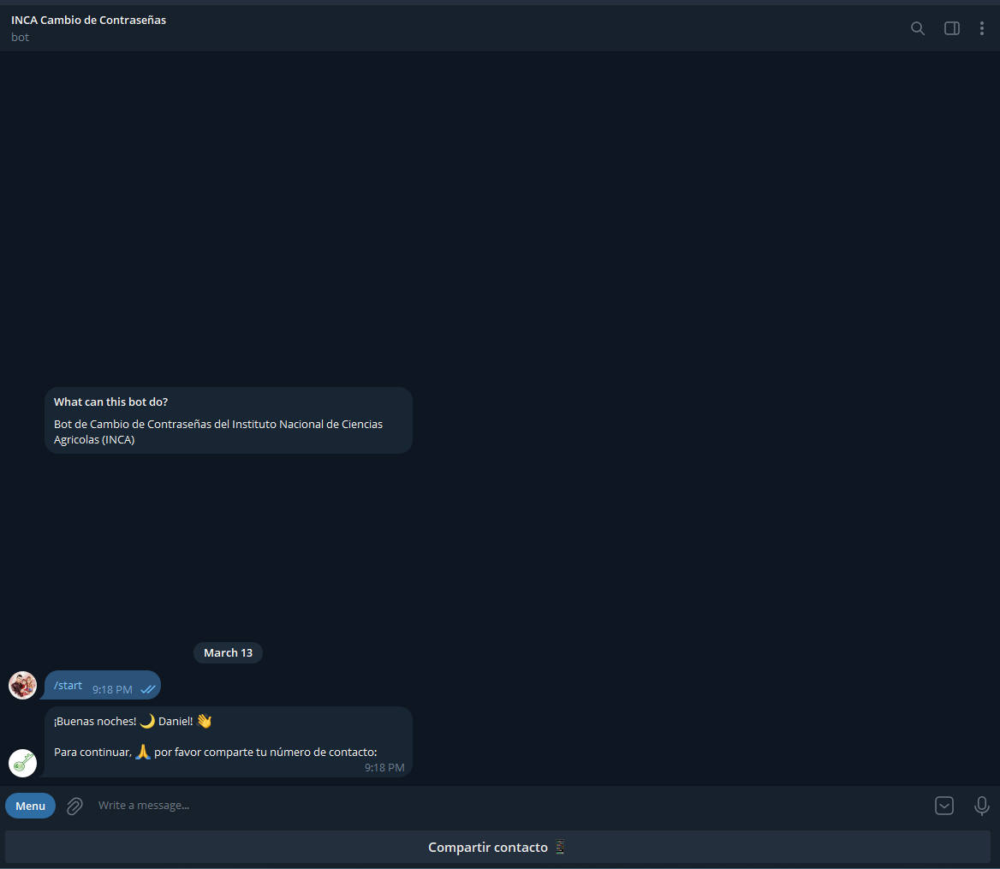 INCA Cambio de Contraseñas
bot
What can this bot do?
Bot de Cambio de Contraseñas del Instituto Nacional de Ciencias
Agricolas (INCA)
March 13
/start 9:18 PM
¡Buenas noches! 🌙 Daniel! 👋
Para continuar, 🙏 por favor comparte tu número de contacto:
9:18 PM
Menu Write a message...
Compartir contacto 📱